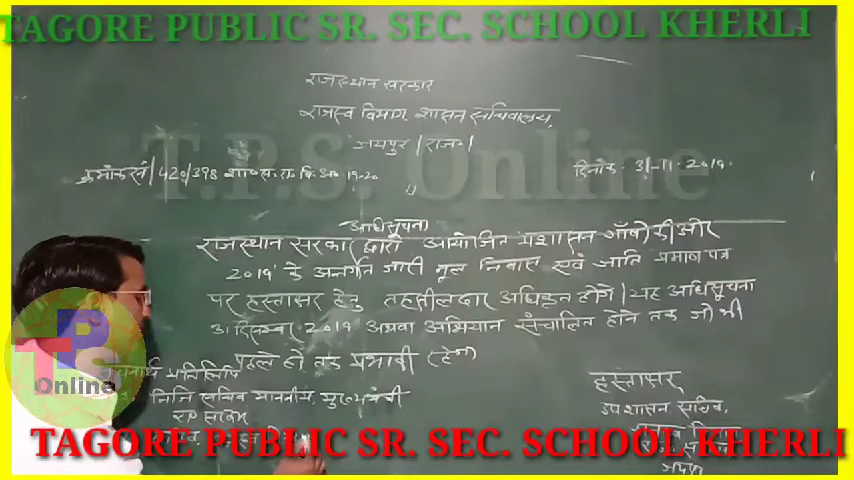 TAGORE PUBLIC SR. SEC. SCHOOL KHERLI
राजस्थान सरकार
राजस्व विभाग शासन सचिवालय,
जयपुर (राज०)
T.P.S. Online
दिनांक- 31-11-2019.
अधिसूचना
राजस्थान सरकार द्वारा आयोजित प्रशासन गाँवो की ओर
2019 के अन्तर्गत जारी मूल निवास एवं जाति प्रमाण पत्र
पर हस्ताक्षर हेतु तहसीलदार अधिकृत होंगे। यह अधिसूचना
31 दिसम्बर 2019 अथवा अभियान संचालित होने तक जो भी
पहले हो तक प्रभावी रहेगा
प्रतिलिपि
निजि सचिव माननीय मुख्यमंत्री
हस्ताक्षर
उपशासन सचिव,
TPS
Online
TAGORE PUBLIC SR. SEC. SCHOOL KHERLI